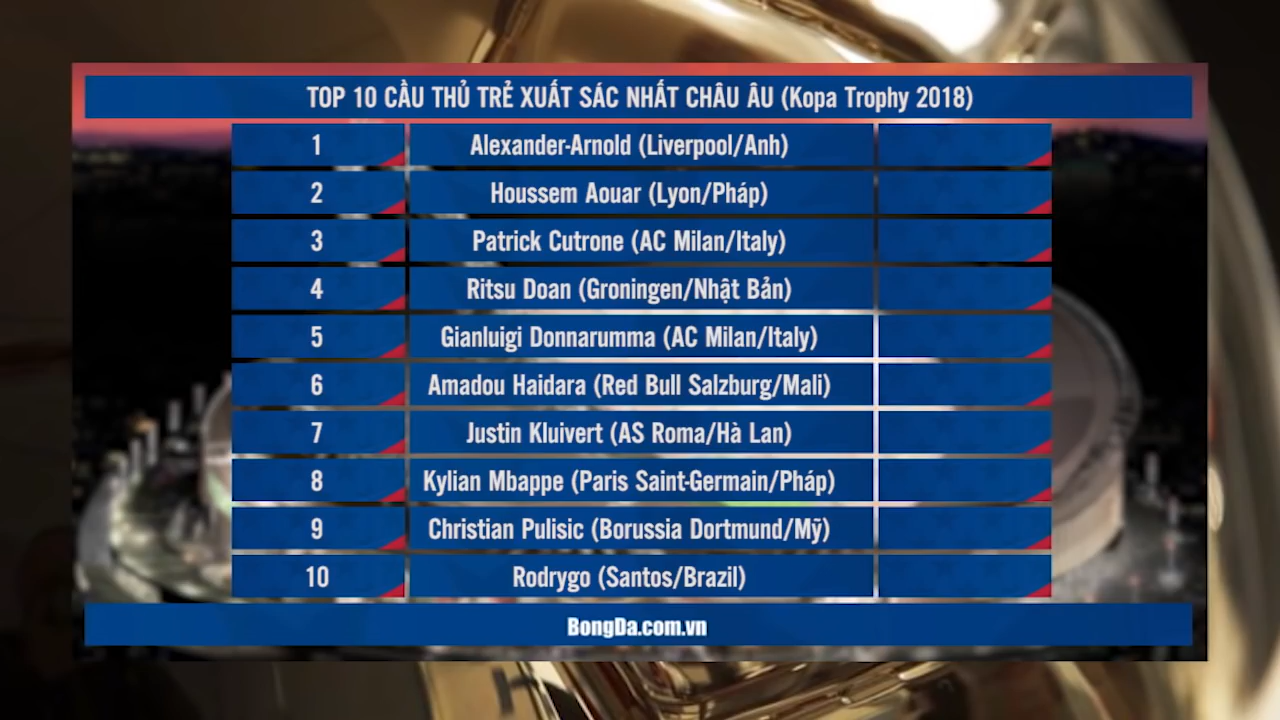 TOP 10 CẦU THỦ TRẺ XUẤT SÁC NHẤT CHÂU ÂU (Kopa Trophy 2018)
1 Alexander-Arnold (Liverpool/Anh)
2 Houssem Aouar (Lyon/Pháp)
3 Patrick Cutrone (AC Milan/Italy)
4 Ritsu Doan (Groningen/Nhật Bản)
5 Gianluigi Donnarumma (AC Milan/Italy)
6 Amadou Haidara (Red Bull Salzburg/Mali)
7 Justin Kluivert (AS Roma/Hà Lan)
8 Kylian Mbappe (Paris Saint-Germain/Pháp)
9 Christian Pulisic (Borussia Dortmund/Mỹ)
10 Rodrygo (Santos/Brazil)
BongDa.com.vn